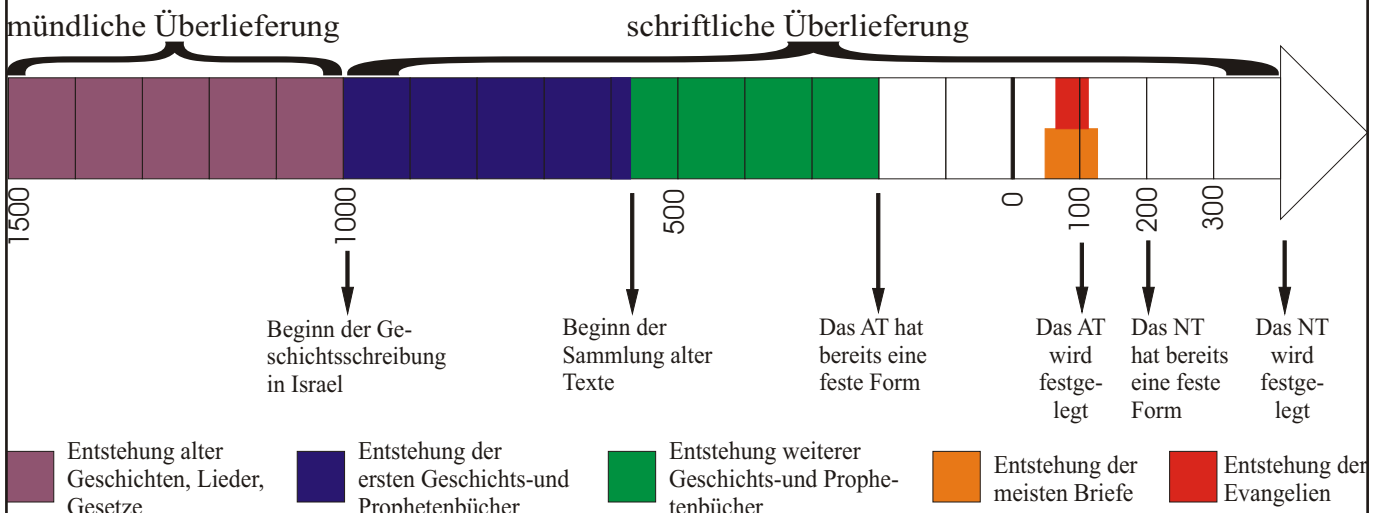 mündliche Überlieferung
schriftliche Überlieferung
1500
1000
500
0
100
200
300
Beginn der Ge-
schichtsschreibung
in Israel
Beginn der
Sammlung alter
Texte
Das AT hat
bereits eine
feste Form
Das AT
wird
festge-
legt
Das NT
hat bereits
eine feste
Form
Das NT
wird
festge-
legt
Entstehung alter
Geschichten, Lieder,
Gesetze
Entstehung der
ersten Geschichts-und
Prophetenbücher
Entstehung weiterer
Geschichts-und Prophe-
tenbücher
Entstehung der
meisten Briefe
Entstehung der
Evangelien